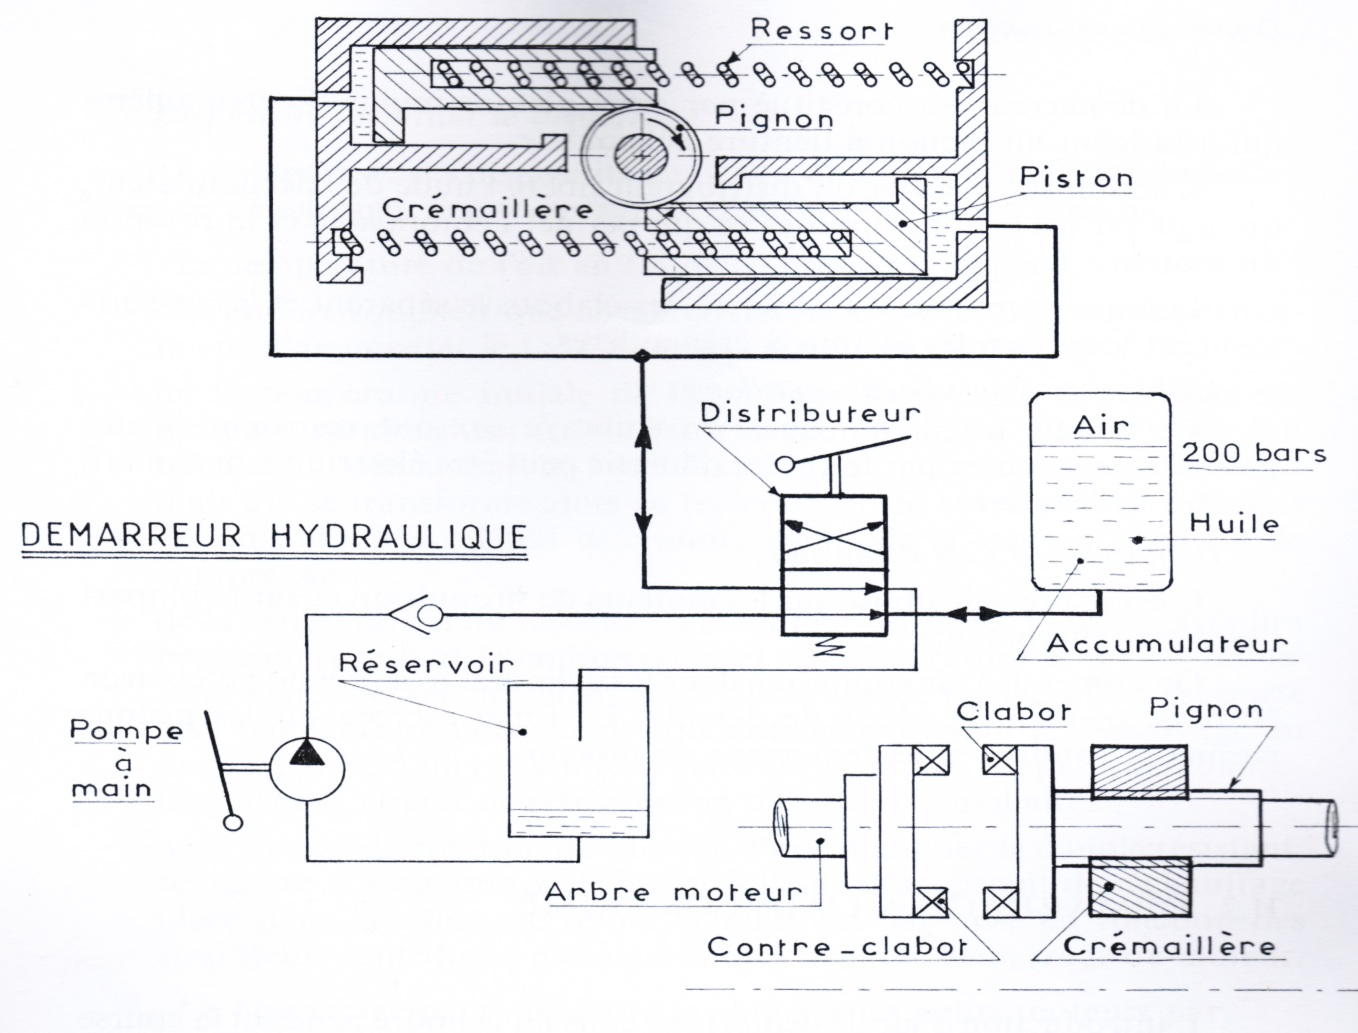 Ressort
Pignon
Piston
Crémaillère
Distributeur
Air
200 bars
Huile
DEMARREUR HYDRAULIQUE
Accumulateur
Réservoir
Pompe
à
main
Clabot
Pignon
Arbre moteur
Contre-clabot
Crémaillère